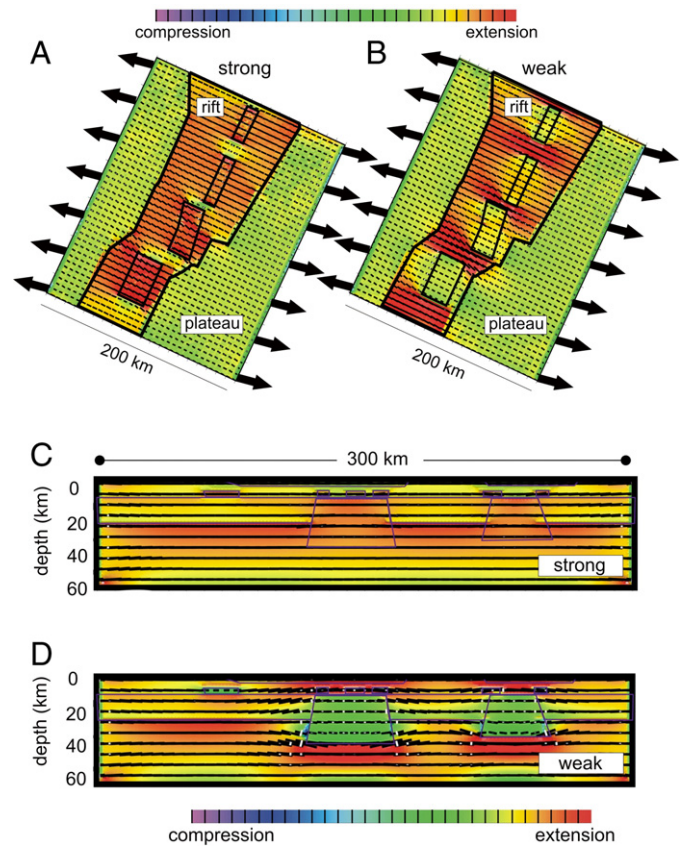 compression extension
A strong B weak
rift rift
plateau plateau
200 km 200 km
C 300 km
0
20
40
60
depth (km)
strong
D
0
20
40
60
depth (km)
weak
compression extension